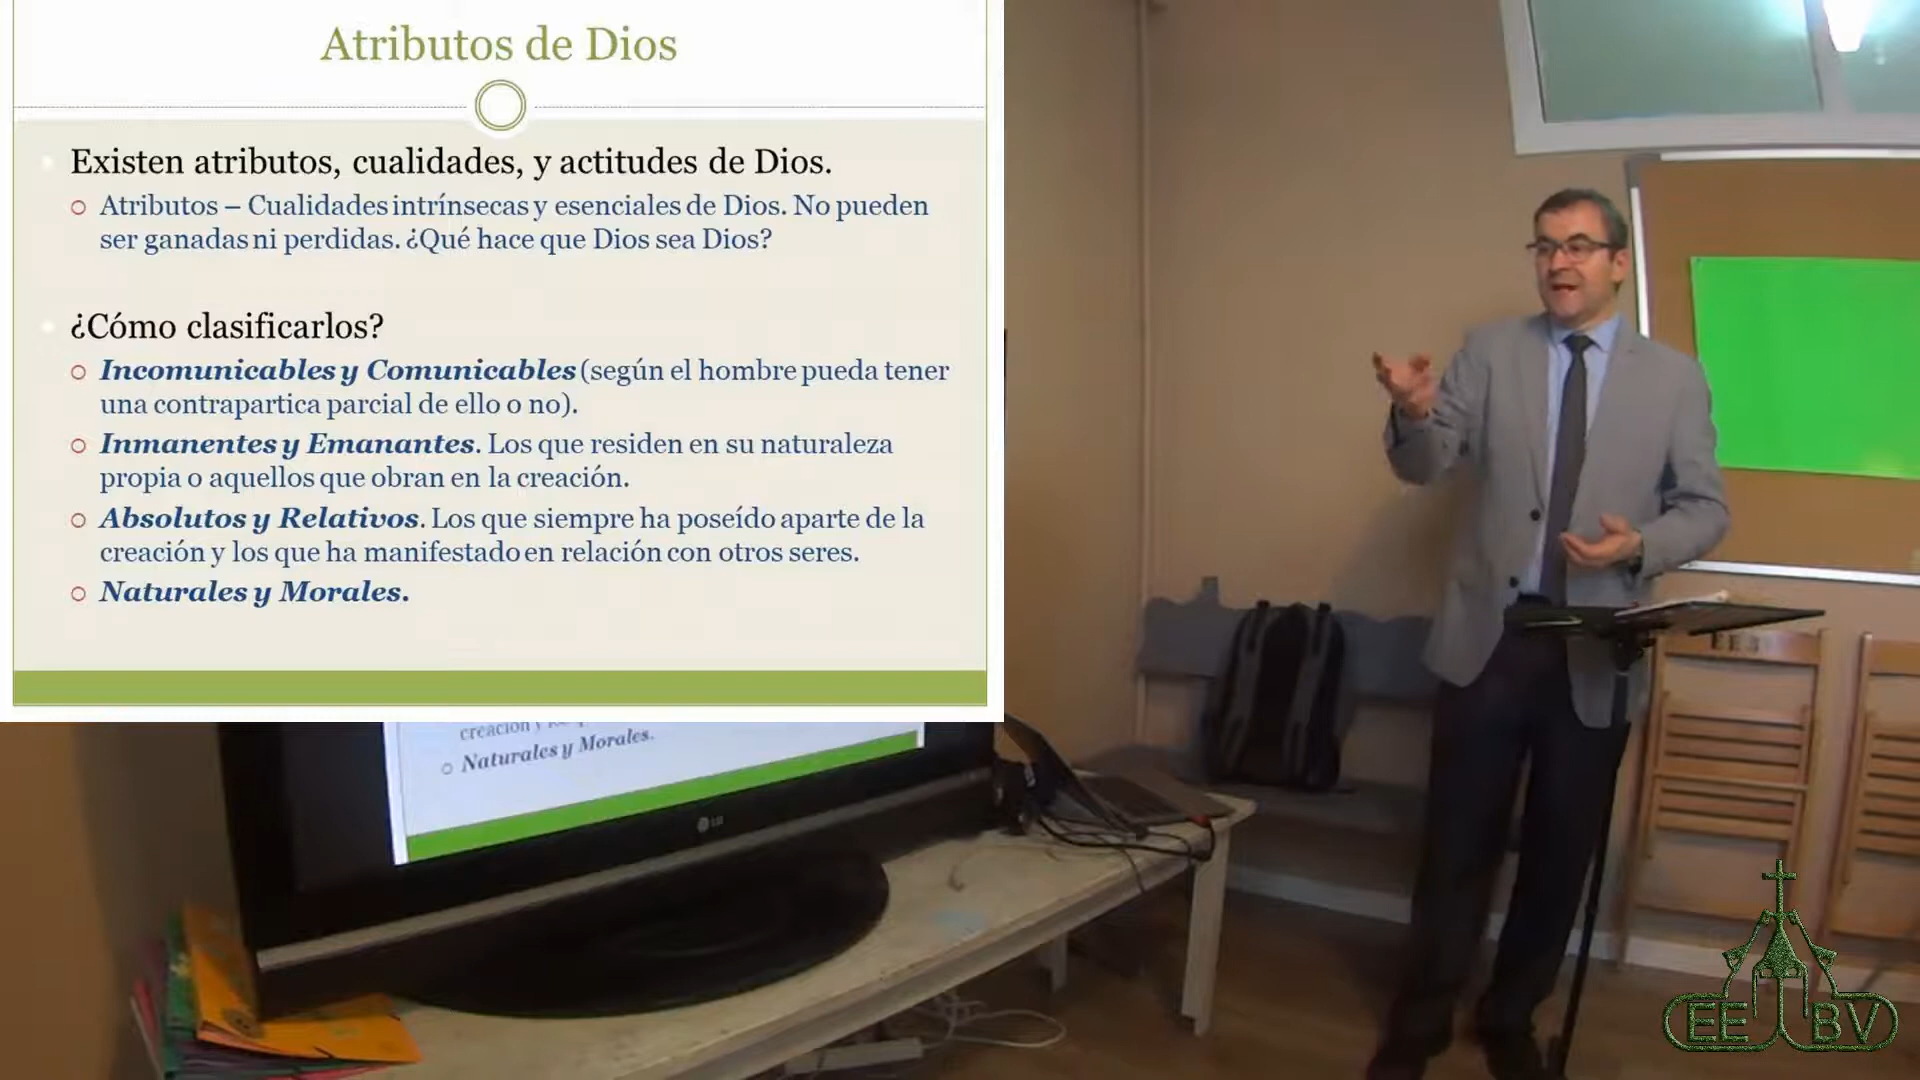 Atributos de Dios
Existen atributos, cualidades, y actitudes de Dios.
Atributos – Cualidades intrínsecas y esenciales de Dios. No pueden
ser ganadas ni perdidas. ¿Qué hace que Dios sea Dios?
¿Cómo clasificarlos?
Incomunicables y Comunicables (según el hombre pueda tener
una contrapartica parcial de ello o no).
Inmanentes y Emanantes. Los que residen en su naturaleza
propia o aquellos que obran en la creación.
Absolutos y Relativos. Los que siempre ha poseído aparte de la
creación y los que ha manifestado en relación con otros seres.
Naturales y Morales.
creación y
Naturales y Morales.
LG
EE BV